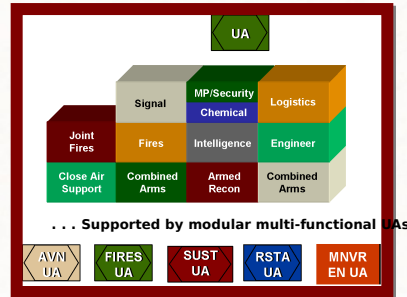 UA
Signal
MP/Security
Chemical
Logistics
Joint
Fires
Fires
Intelligence
Engineer
Close Air
Support
Combined
Arms
Armed
Recon
Combined
Arms
. . . Supported by modular multi-functional UAs
AVN
UA
FIRES
UA
SUST
UA
RSTA
UA
MNVR
EN UA